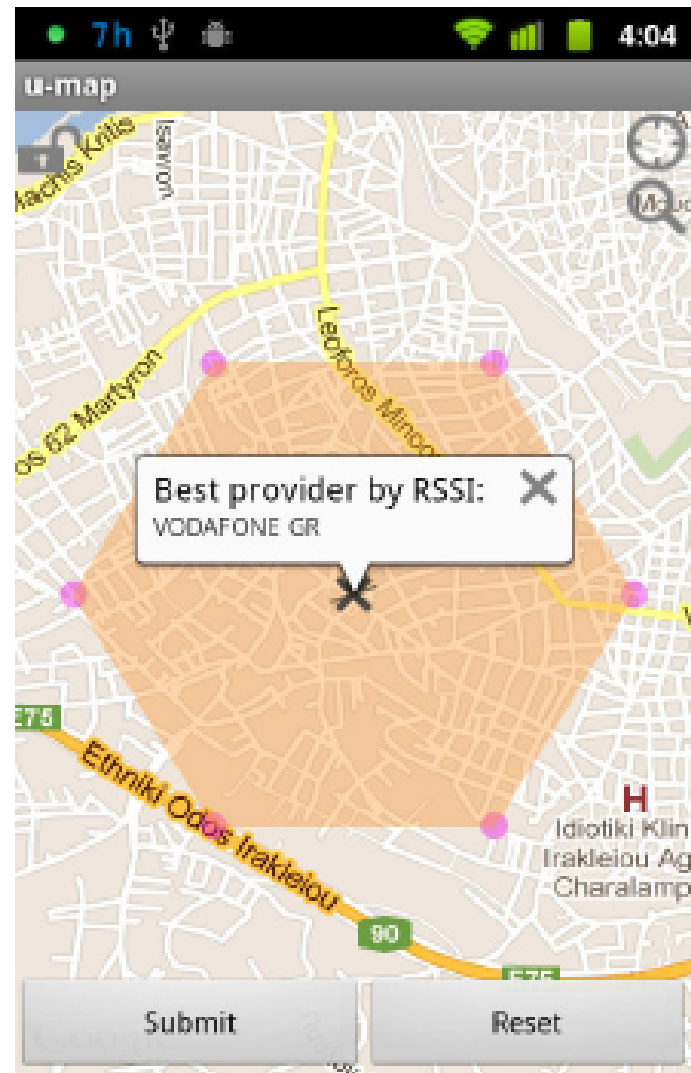 7h
4:04
u-map
Machis Kritis
Isavron
Leoforos Minoo
os 62 Martyron
Best provider by RSSI:
VODAFONE GR
E75
Ethniki Odos Irakleiou
H
Idiotiki Klin
Irakleiou Ag
Charalamp
90
E75
Submit
Reset